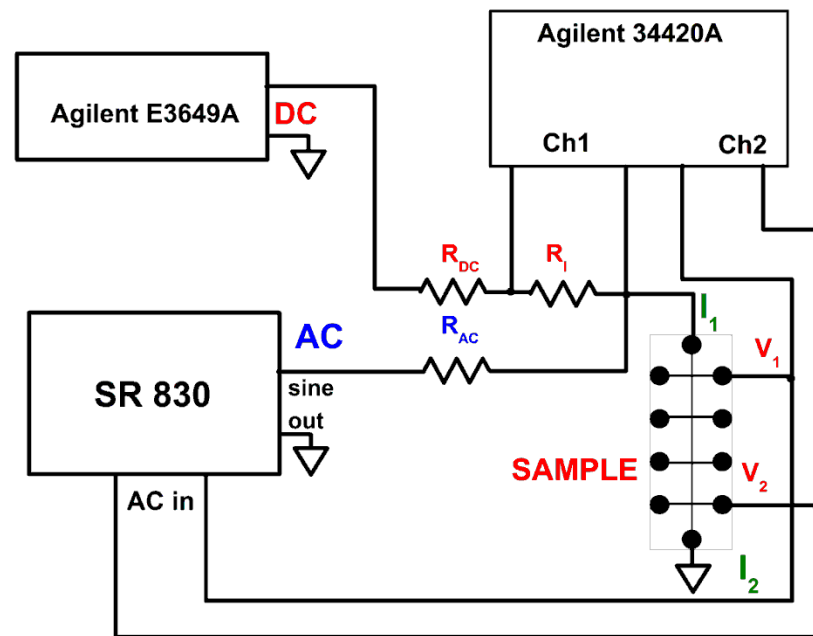 Agilent 34420A
Agilent E3649A
DC
Ch1
Ch2
RDC
RI
I1
AC
RAC
V1
SR 830
sine
out
SAMPLE
V2
AC in
I2